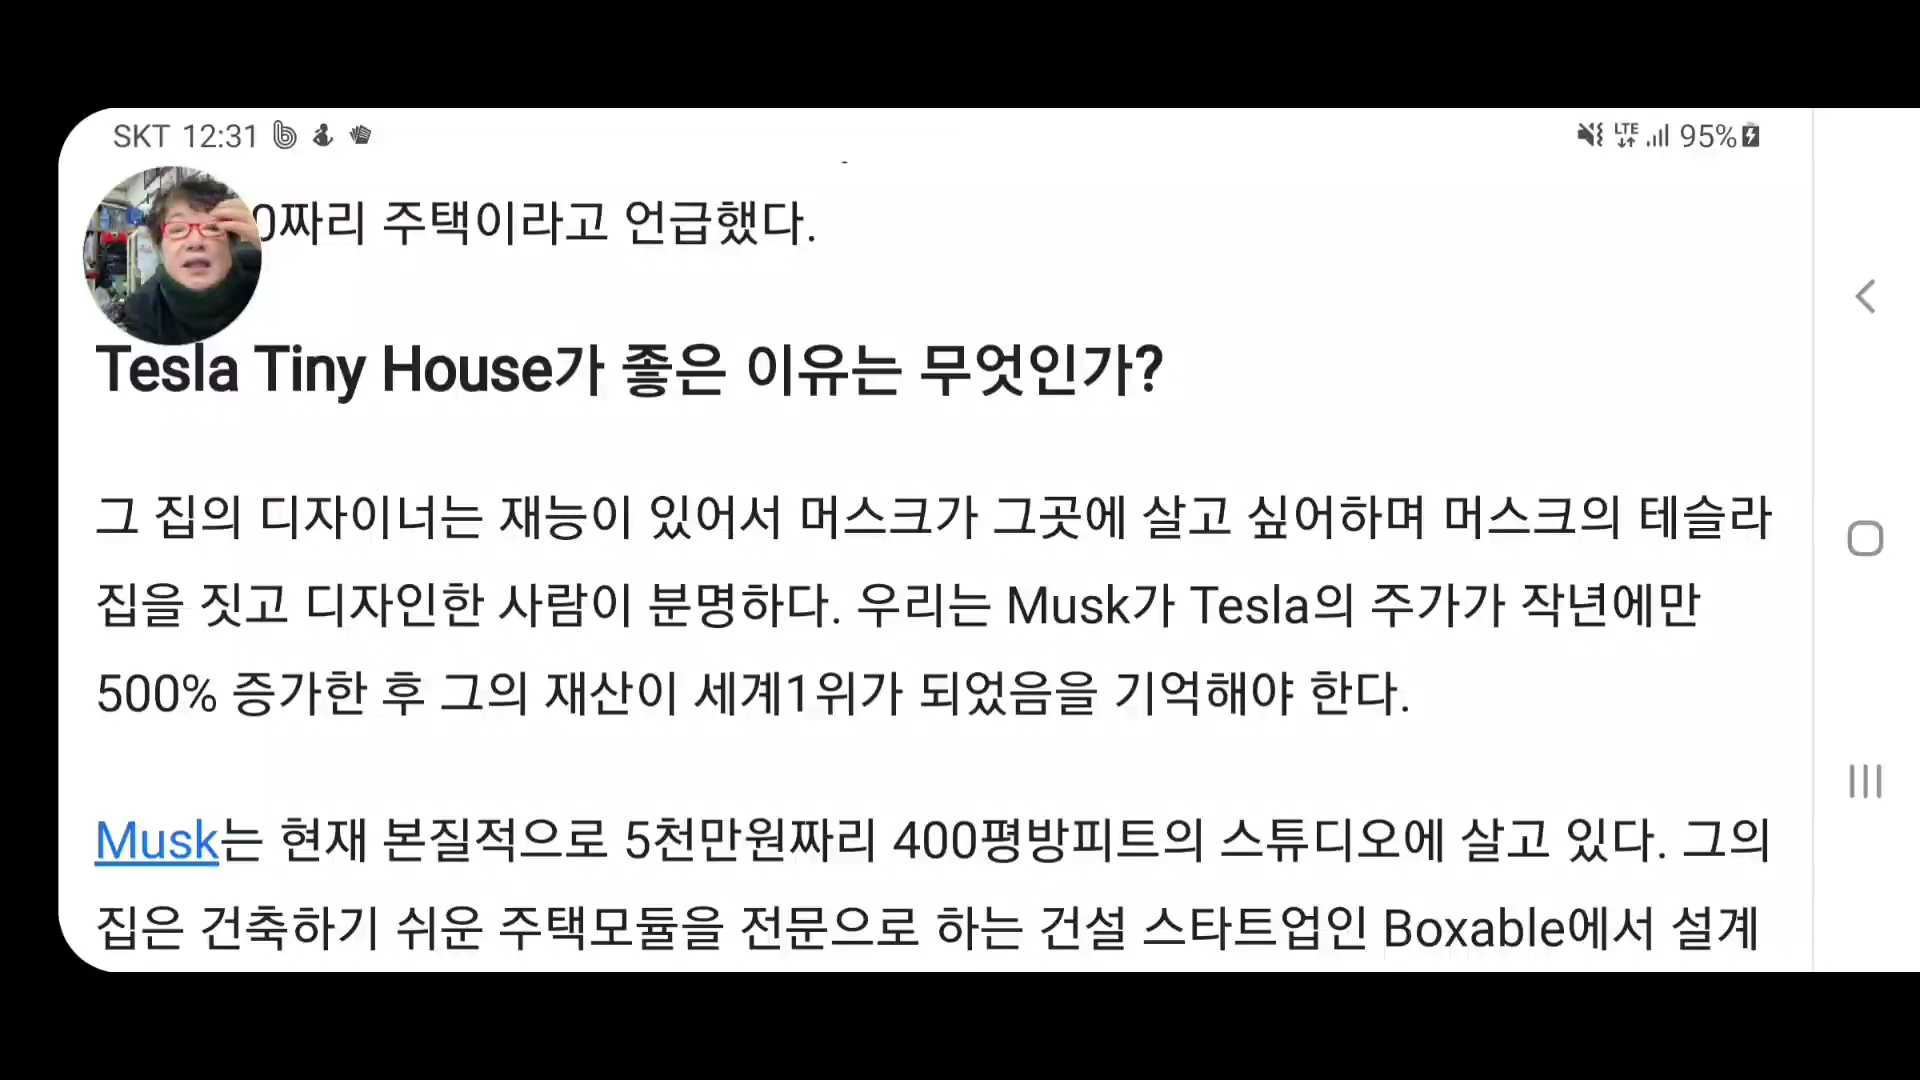 SKT 12:31 LTE 95%
0짜리 주택이라고 언급했다.
Tesla Tiny House가 좋은 이유는 무엇인가?
그 집의 디자이너는 재능이 있어서 머스크가 그곳에 살고 싶어하며 머스크의 테슬라
집을 짓고 디자인한 사람이 분명하다. 우리는 Musk가 Tesla의 주가가 작년에만
500% 증가한 후 그의 재산이 세계1위가 되었음을 기억해야 한다.
Musk는 현재 본질적으로 5천만원짜리 400평방피트의 스튜디오에 살고 있다. 그의
집은 건축하기 쉬운 주택모듈을 전문으로 하는 건설 스타트업인 Boxable에서 설계